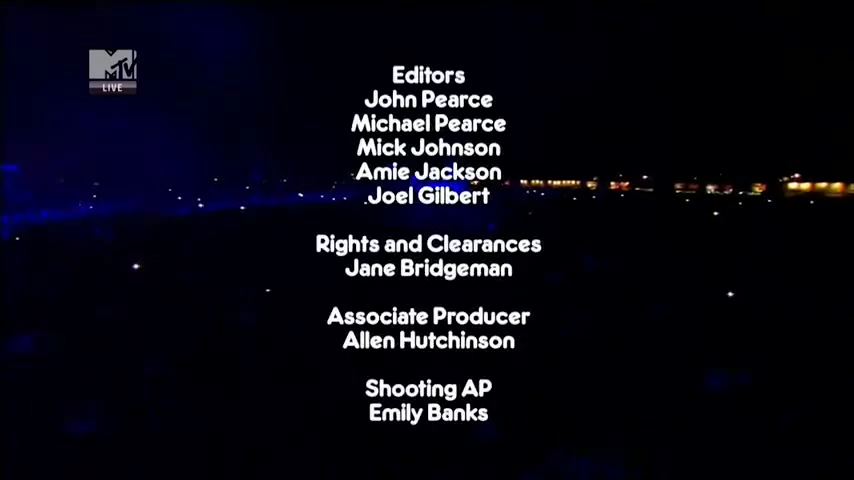 MTV
LIVE
Editors
John Pearce
Michael Pearce
Mick Johnson
Amie Jackson
Joel Gilbert
Rights and Clearances
Jane Bridgeman
Associate Producer
Allen Hutchinson
Shooting AP
Emily Banks